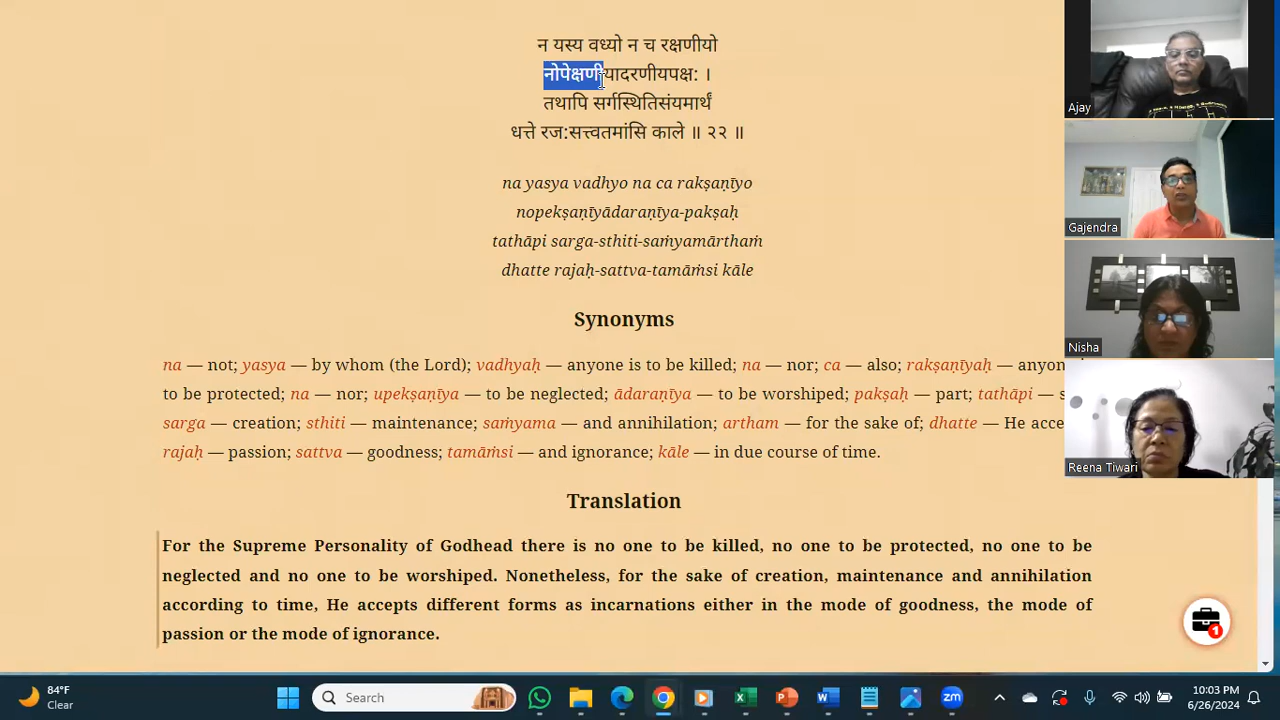 न यस्य वध्यो न च रक्षणीयो
नोपेक्षणीयादरणीयपक्ष: ।
तथापि सर्गस्थितिसंयमार्थं
धत्ते रज:सत्त्वतमांसि काले ॥ २२ ॥
na yasya vadhyo na ca rakṣaṇīyo
nopekṣaṇīyādaraṇīya-pakṣaḥ
tathāpi sarga-sthiti-saṁyamārthaṁ
dhatte rajaḥ-sattva-tamāṁsi kāle
Synonyms
na — not; yasya — by whom (the Lord); vadhyaḥ — anyone is to be killed; na — nor; ca — also; rakṣaṇīyaḥ — anyon
to be protected; na — nor; upekṣaṇīya — to be neglected; ādaraṇīya — to be worshiped; pakṣaḥ — part; tathāpi — s
sarga — creation; sthiti — maintenance; saṁyama — and annihilation; artham — for the sake of; dhatte — He acce
rajaḥ — passion; sattva — goodness; tamāṁsi — and ignorance; kāle — in due course of time.
Translation
For the Supreme Personality of Godhead there is no one to be killed, no one to be protected, no one to be
neglected and no one to be worshiped. Nonetheless, for the sake of creation, maintenance and annihilation
according to time, He accepts different forms as incarnations either in the mode of goodness, the mode of
passion or the mode of ignorance.
Ajay
Gajendra
Nisha
Reena Tiwari
1
84°F
Clear
Search
10:03 PM
6/26/2024